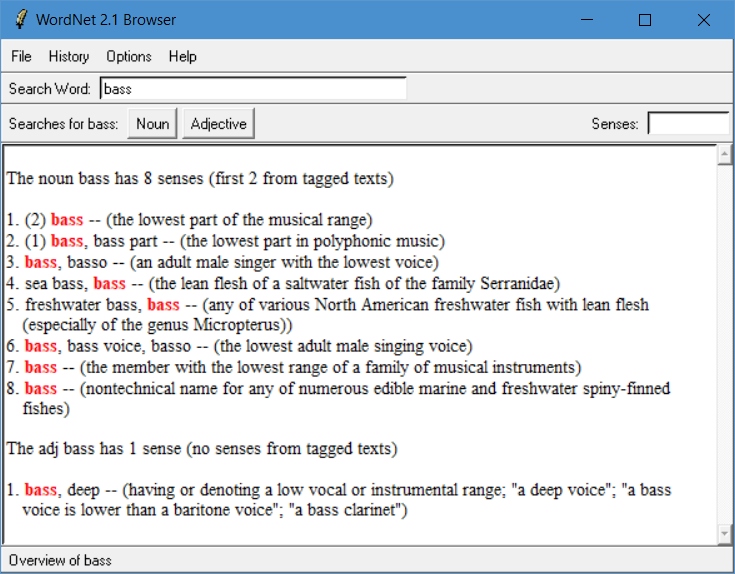 WordNet 2.1 Browser
File History Options Help
Search Word: bass
Searches for bass: Noun Adjective Senses:
The noun bass has 8 senses (first 2 from tagged texts)
1. (2) bass -- (the lowest part of the musical range)
2. (1) bass, bass part -- (the lowest part in polyphonic music)
3. bass, basso -- (an adult male singer with the lowest voice)
4. sea bass, bass -- (the lean flesh of a saltwater fish of the family Serranidae)
5. freshwater bass, bass -- (any of various North American freshwater fish with lean flesh
(especially of the genus Micropterus))
6. bass, bass voice, basso -- (the lowest adult male singing voice)
7. bass -- (the member with the lowest range of a family of musical instruments)
8. bass -- (nontechnical name for any of numerous edible marine and freshwater spiny-finned
fishes)
The adj bass has 1 sense (no senses from tagged texts)
1. bass, deep -- (having or denoting a low vocal or instrumental range; "a deep voice"; "a bass
voice is lower than a baritone voice"; "a bass clarinet")
Overview of bass